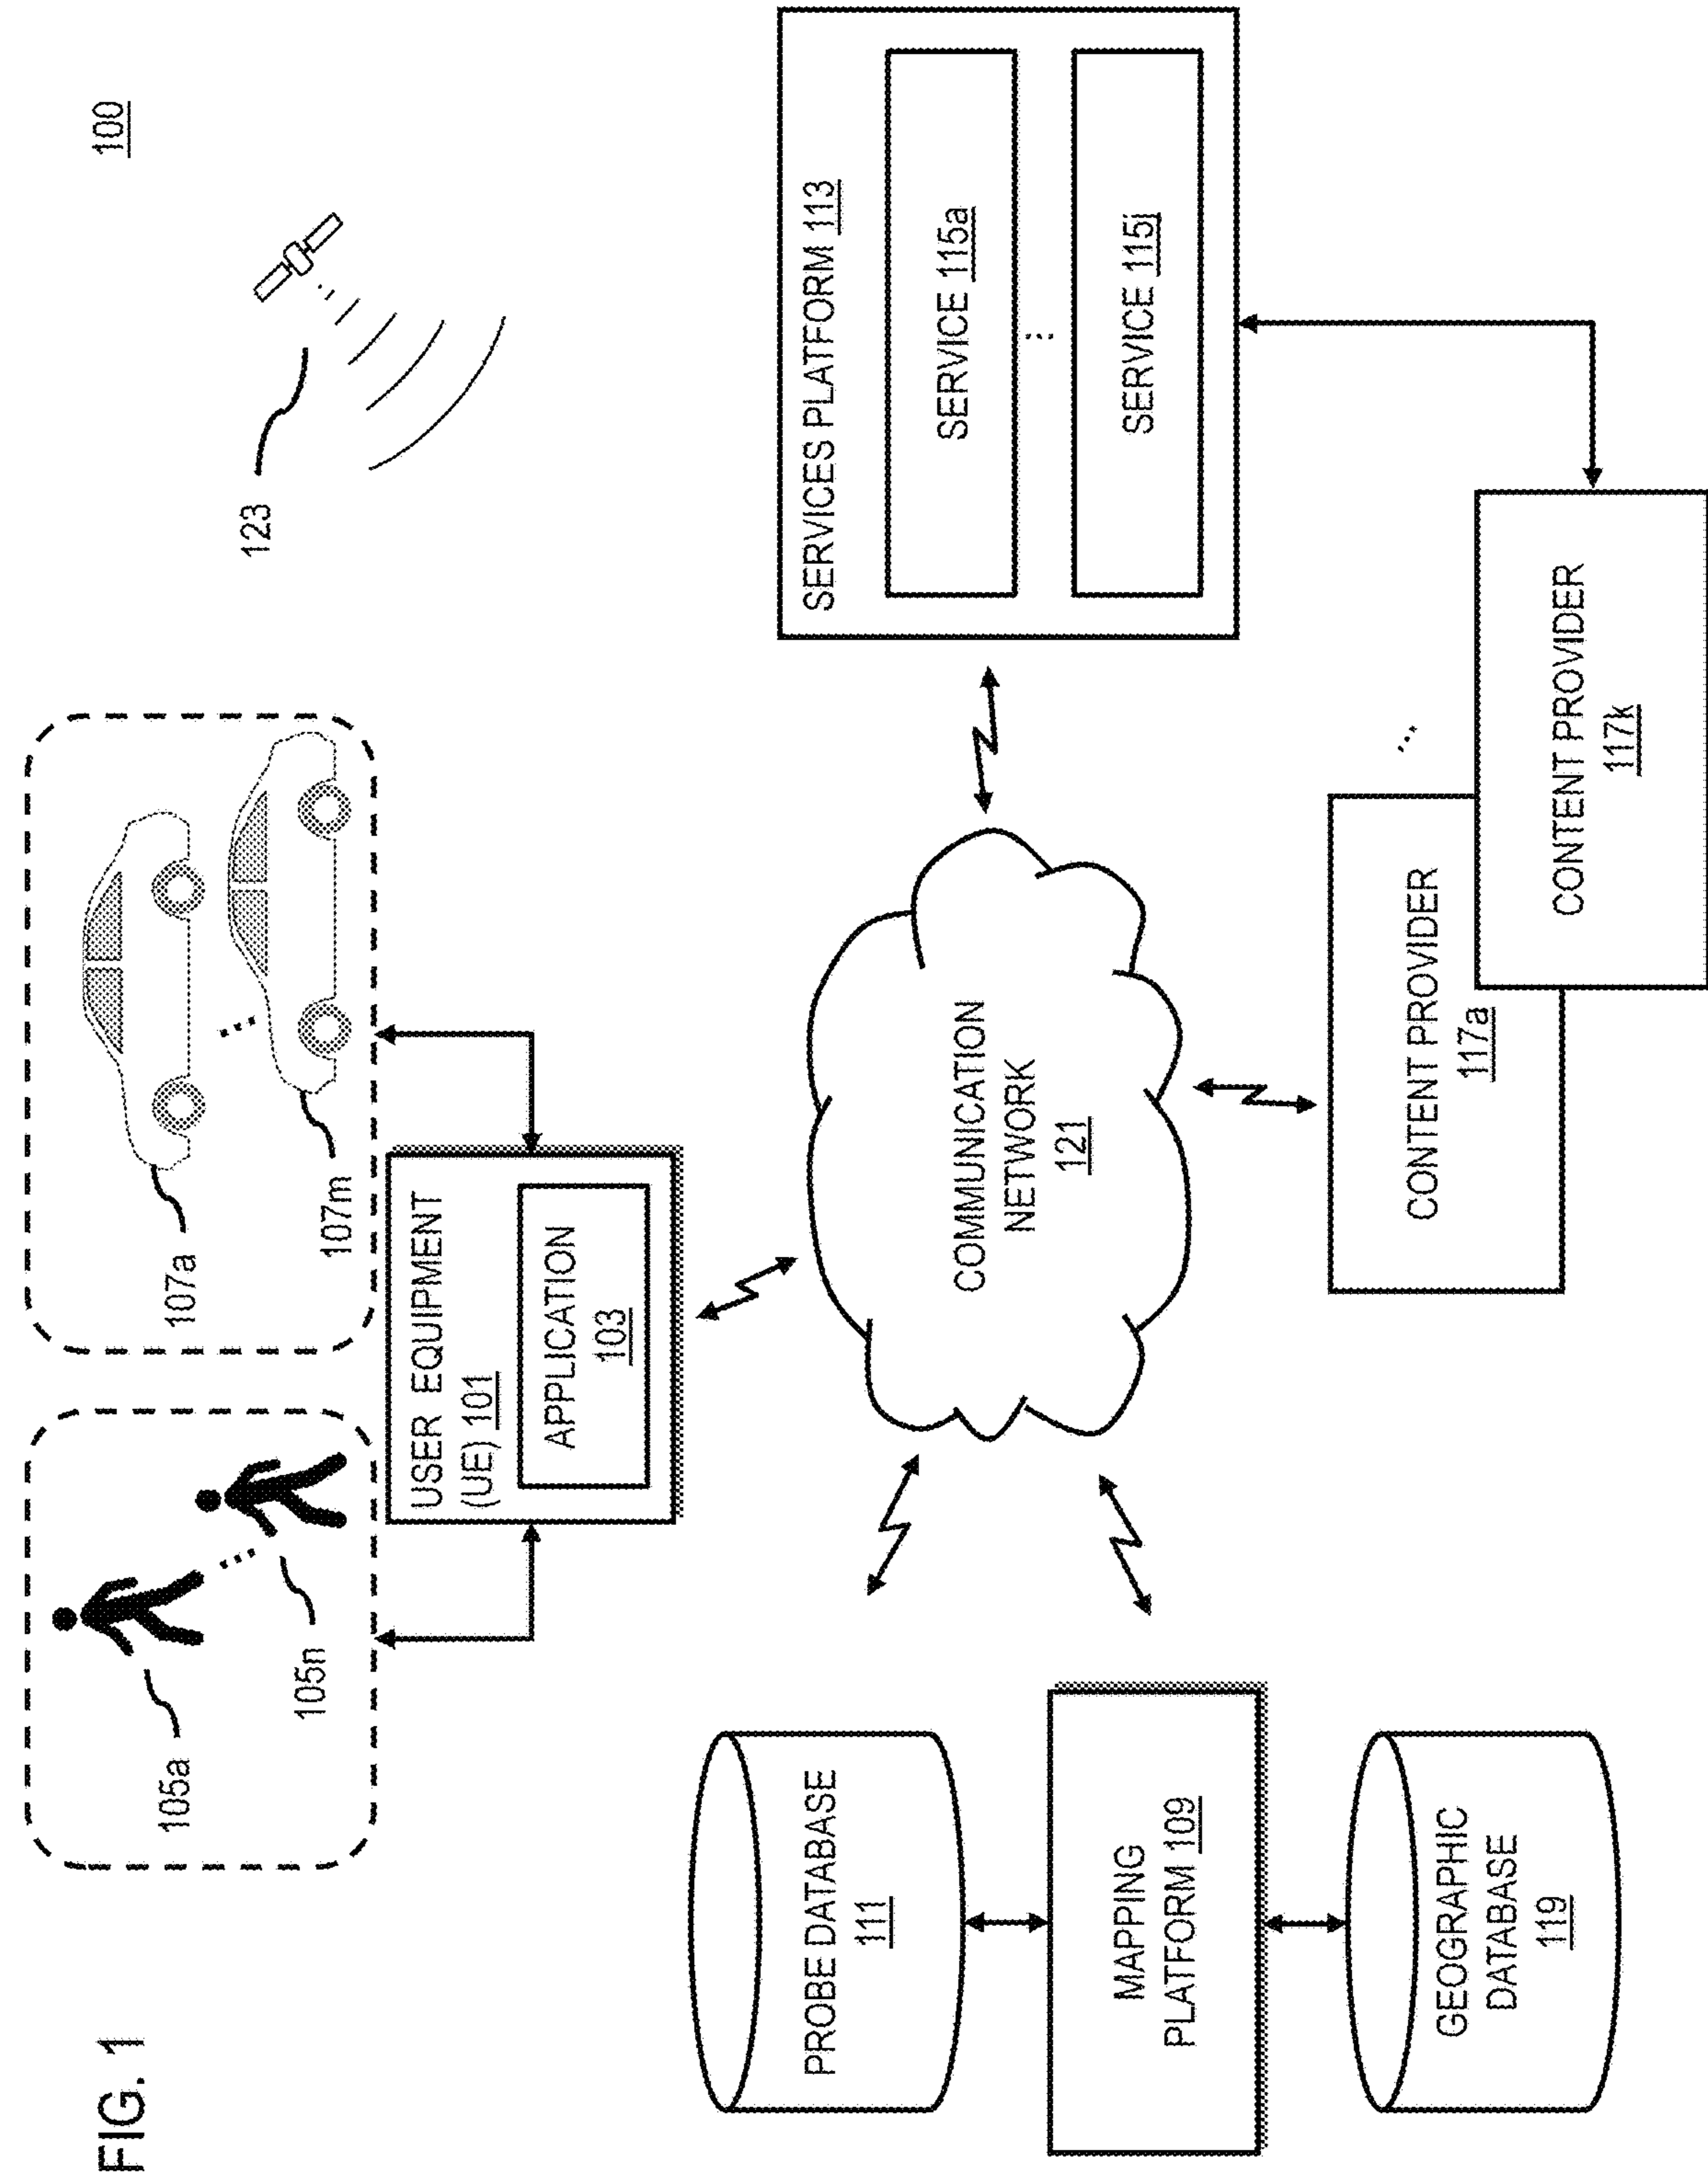 FIG. 1
100
105a
105n
107a
107m
123
USER EQUIPMENT
(UE) 101
APPLICATION
103
PROBE DATABASE
111
MAPPING
PLATFORM 109
GEOGRAPHIC
DATABASE
119
COMMUNICATION
NETWORK
121
SERVICES PLATFORM 113
SERVICE 115a
...
SERVICE 115j
CONTENT PROVIDER
117a
...
CONTENT PROVIDER
117k